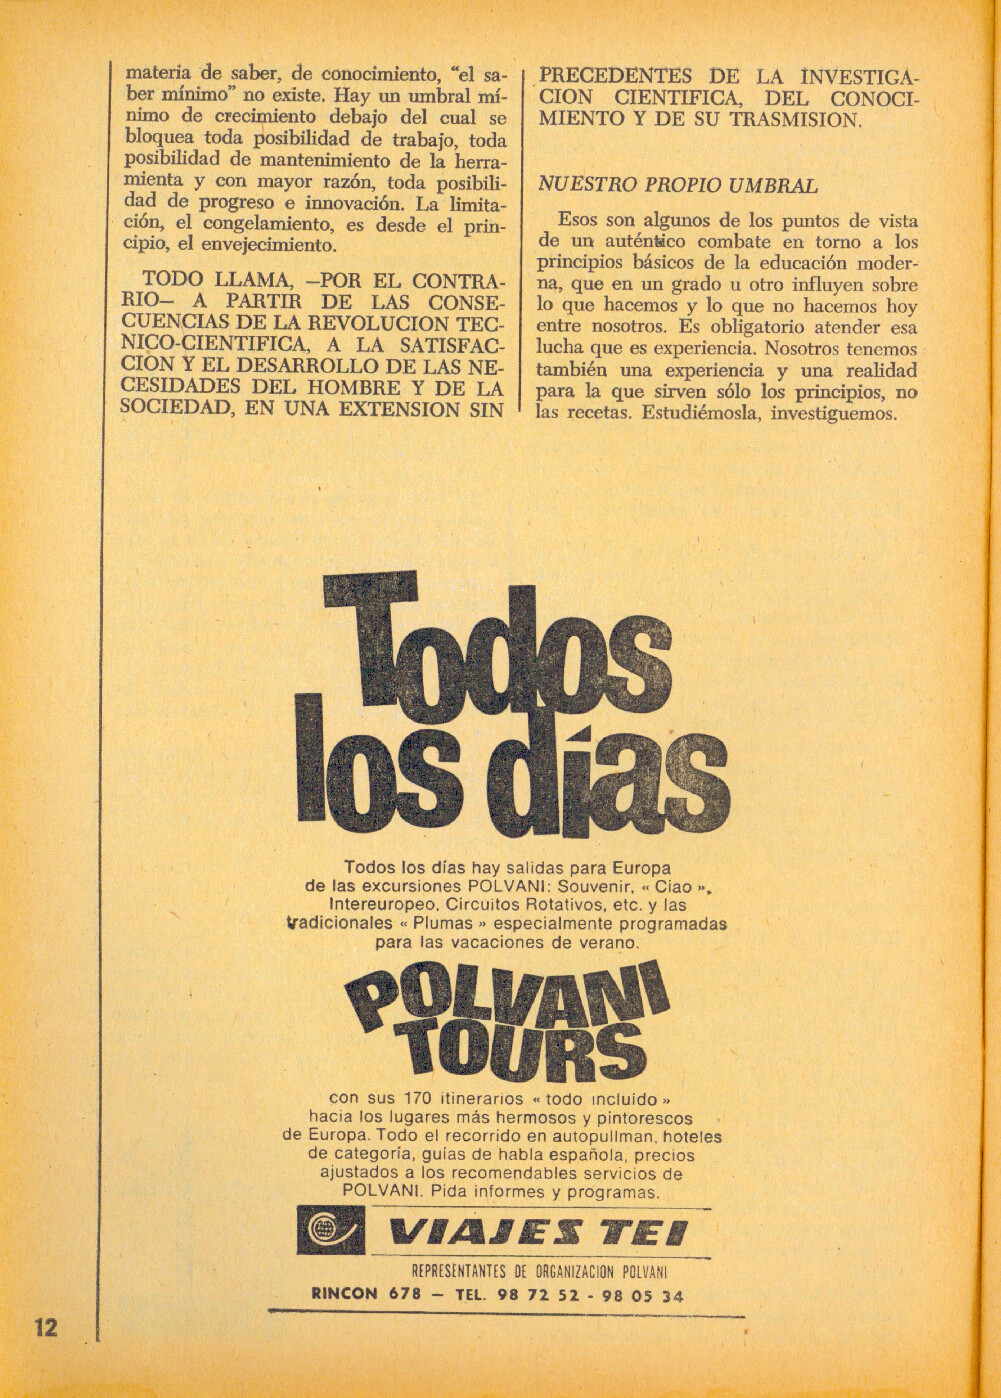 materia de saber, de conocimiento, “el sa-
ber mínimo” no existe. Hay un umbral mí-
nimo de crecimiento debajo del cual se
bloquea toda posibilidad de trabajo, toda
posibilidad de mantenimiento de la herra-
mienta y con mayor razón, toda posibili-
dad de progreso e innovación. La limita-
ción, el congelamiento, es desde el prin-
cipio, el envejecimiento.
TODO LLAMA, —POR EL CONTRA-
RIO— A PARTIR DE LAS CONSE-
CUENCIAS DE LA REVOLUCION TEC-
NICO-CIENTIFICA, A LA SATISFAC-
CION Y EL DESARROLLO DE LAS NE-
CESIDADES DEL HOMBRE Y DE LA
SOCIEDAD, EN UNA EXTENSION SIN
PRECEDENTES DE LA INVESTIGA-
CION CIENTIFICA, DEL CONOCI-
MIENTO Y DE SU TRASMISION.
NUESTRO PROPIO UMBRAL
Esos son algunos de los puntos de vista
de un auténtico combate en torno a los
principios básicos de la educación moder-
na, que en un grado u otro influyen sobre
lo que hacemos y lo que no hacemos hoy
entre nosotros. Es obligatorio atender esa
lucha que es experiencia. Nosotros tenemos
también una experiencia y una realidad
para la que sirven sólo los principios, no
las recetas. Estudiémosla, investiguemos.
Todos
los días
Todos los días hay salidas para Europa
de las excursiones POLVANI: Souvenir, « Ciao »,
Intereuropeo, Circuitos Rotativos, etc. y las
tradicionales « Plumas » especialmente programadas
para las vacaciones de verano.
POLVANI
TOURS
con sus 170 itinerarios « todo incluído »
hacia los lugares más hermosos y pintorescos
de Europa. Todo el recorrido en autopullman, hoteles
de categoría, guías de habla española, precios
ajustados a los recomendables servicios de
POLVANI. Pida informes y programas.
VIAJES TEI
REPRESENTANTES DE ORGANIZACION POLVANI
RINCON 678 — TEL. 98 72 52 - 98 05 34
12